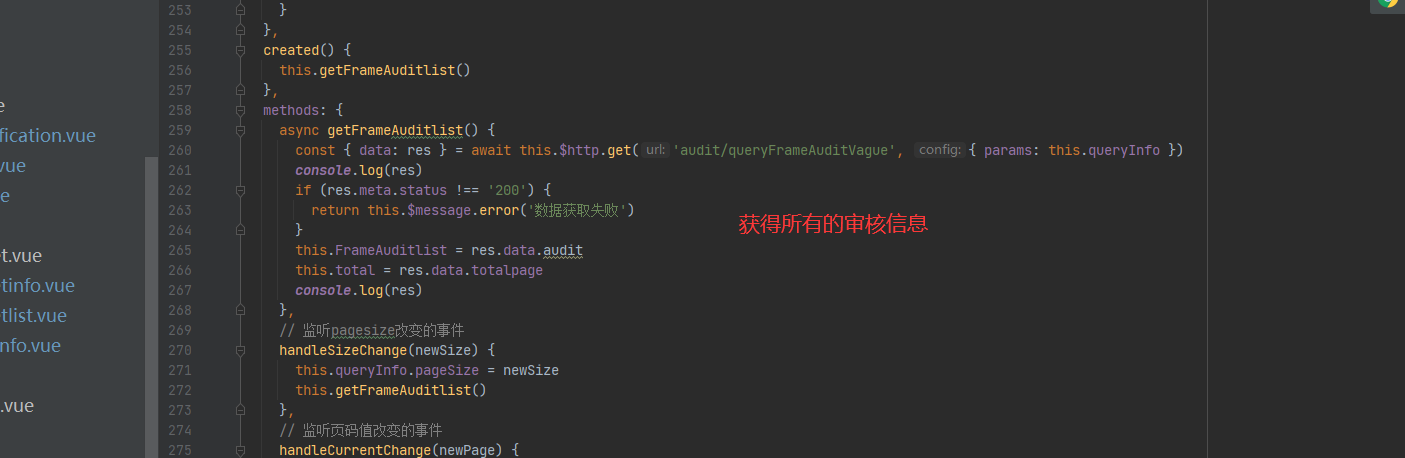 253 }
254 },
255 created() {
256 this.getFrameAuditlist()
257 },
258 methods: {
e
259 async getFrameAuditlist() {
fication.vue
260 const { data: res } = await this.$http.get( url: 'audit/queryFrameAuditVague', config: { params: this.queryInfo })
.vue
261 console.log(res)
262 if (res.meta.status !== '200') {
e
263 return this.$message.error('数据获取失败')
获得所有的审核信息
264 }
265 this.FrameAuditlist = res.data.audit
et.vue
266 this.total = res.data.totalpage
etinfo.vue
267 console.log(res)
268 },
etlist.vue
269 // 监听pagesize改变的事件
nfo.vue
270 handleSizeChange(newSize) {
271 this.queryInfo.pageSize = newSize
272 this.getFrameAuditlist()
273 },
.vue
274 // 监听页码值改变的事件
275 handleCurrentChange(newPage) {